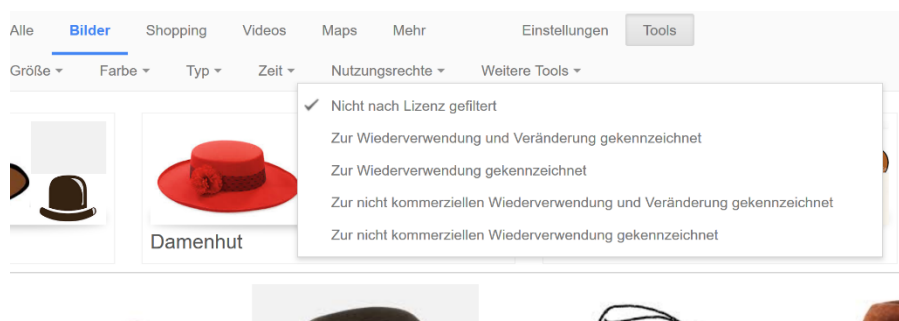 Alle Bilder Shopping Videos Maps Mehr Einstellungen Tools
Größe Farbe Typ Zeit Nutzungsrechte Weitere Tools
Nicht nach Lizenz gefiltert
Zur Wiederverwendung und Veränderung gekennzeichnet
Zur Wiederverwendung gekennzeichnet
Zur nicht kommerziellen Wiederverwendung und Veränderung gekennzeichnet
Zur nicht kommerziellen Wiederverwendung gekennzeichnet
Damenhut